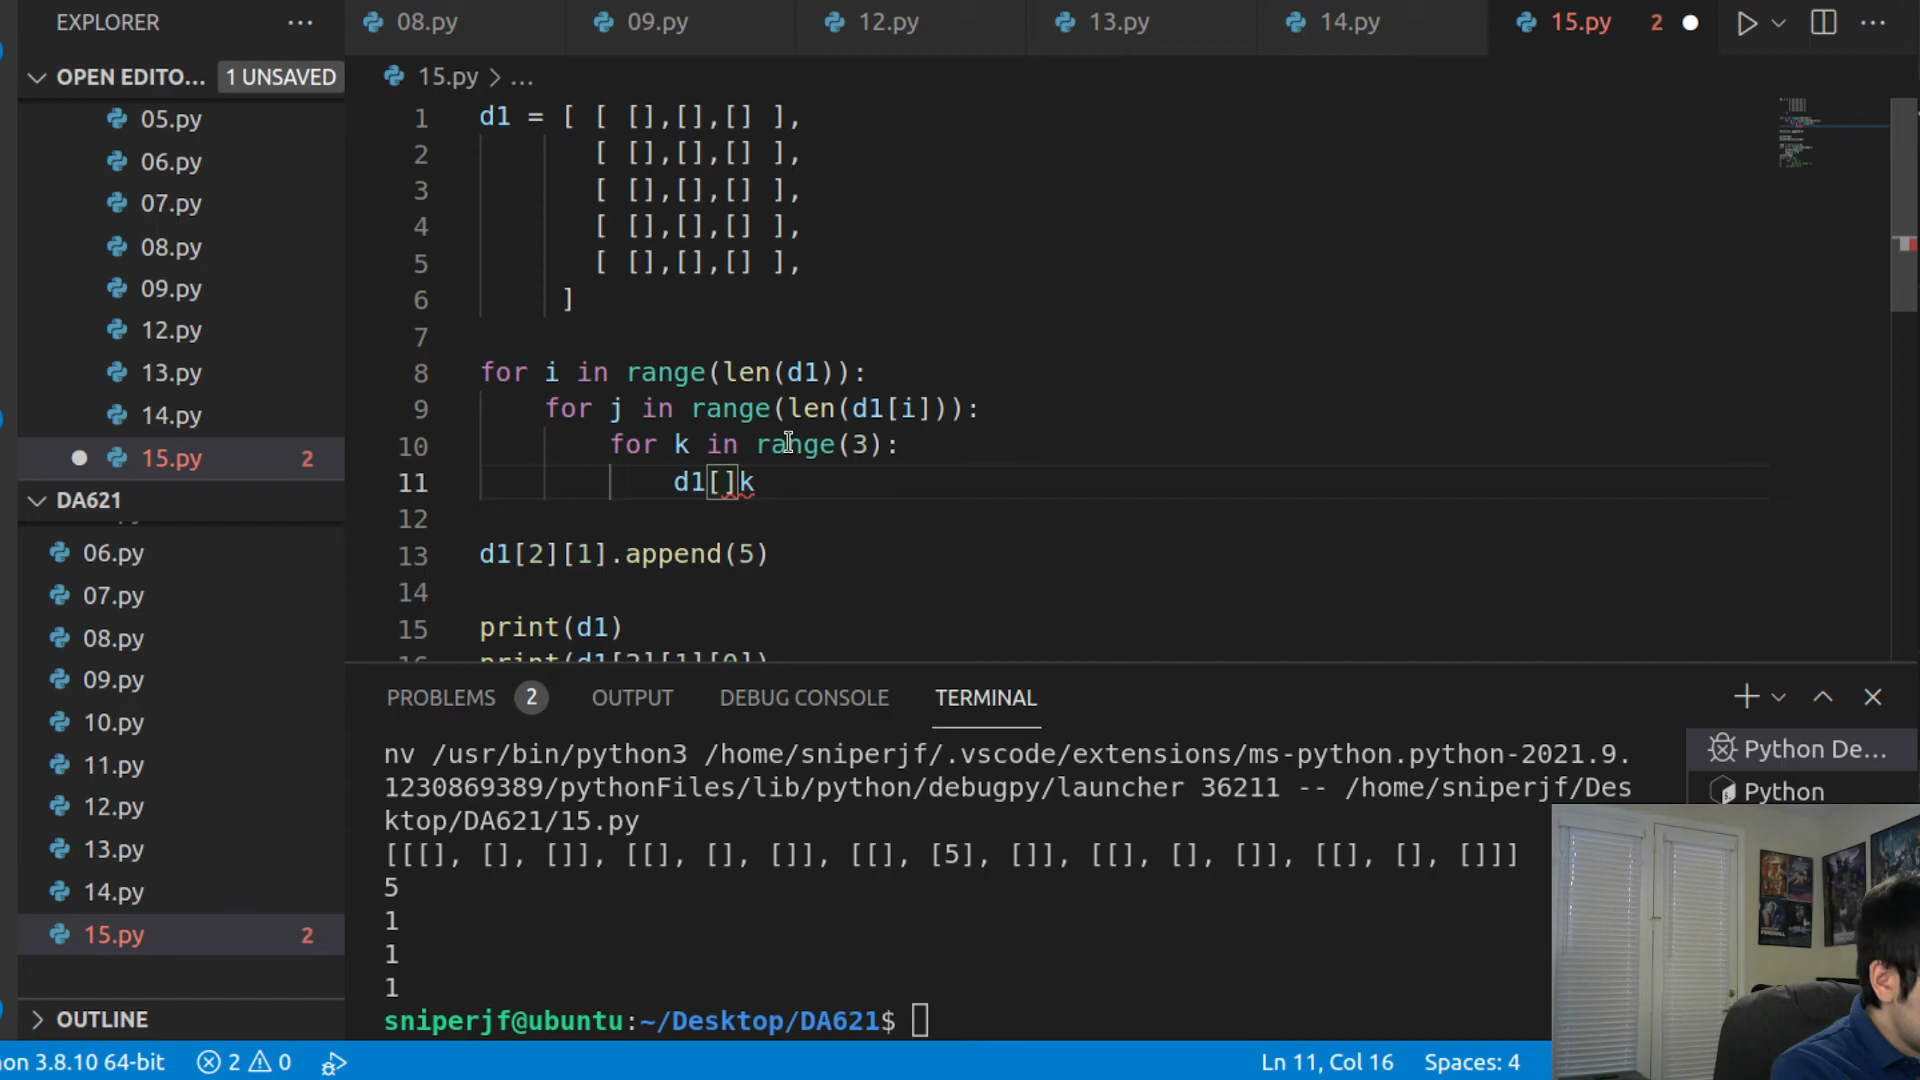 EXPLORER ···
OPEN EDITO... 1 UNSAVED
05.py
06.py
07.py
08.py
09.py
12.py
13.py
14.py
15.py 2
DA621
06.py
07.py
08.py
09.py
10.py
11.py
12.py
13.py
14.py
15.py 2
OUTLINE
08.py 09.py 12.py 13.py 14.py 15.py 2
15.py > ...
1 d1 = [ [ [],[],[] ],
2 [ [],[],[] ],
3 [ [],[],[] ],
4 [ [],[],[] ],
5 [ [],[],[] ],
6 ]
7
8 for i in range(len(d1)):
9 for j in range(len(d1[i])):
10 for k in range(3):
11 d1[]k
12
13 d1[2][1].append(5)
14
15 print(d1)
16 print(d1[2][1][0])
PROBLEMS 2 OUTPUT DEBUG CONSOLE TERMINAL
nv /usr/bin/python3 /home/sniperjf/.vscode/extensions/ms-python.python-2021.9.
1230869389/pythonFiles/lib/python/debugpy/launcher 36211 -- /home/sniperjf/Des
ktop/DA621/15.py
[[[], [], []], [[], [], []], [[], [5], []], [[], [], []], [[], [], []]]
5
1
1
1
sniperjf@ubuntu:~/Desktop/DA621$
Python De...
Python
on 3.8.10 64-bit 2 0 Ln 11, Col 16 Spaces: 4